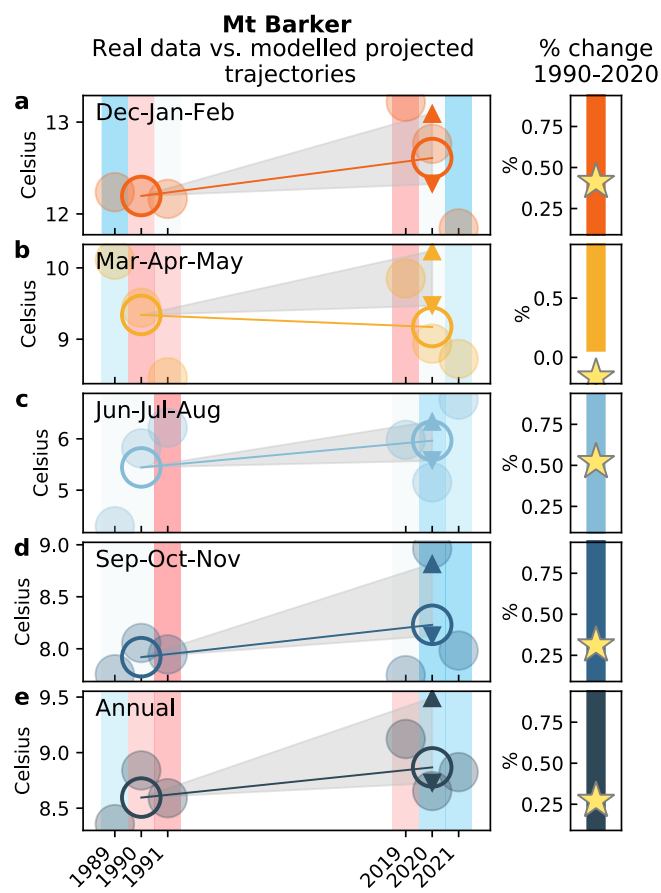 Mt Barker
Real data vs. modelled projected
trajectories
% change
1990-2020
a
Dec-Jan-Feb
13
12
Celsius
0.75
0.50
0.25
%
b
Mar-Apr-May
10
9
Celsius
0.5
0.0
%
c
Jun-Jul-Aug
6
5
Celsius
0.75
0.50
0.25
%
d
Sep-Oct-Nov
9.0
8.5
8.0
Celsius
0.75
0.50
0.25
%
e
Annual
9.5
9.0
8.5
Celsius
0.75
0.50
0.25
%
1989
1990
1991
2019
2020
2021